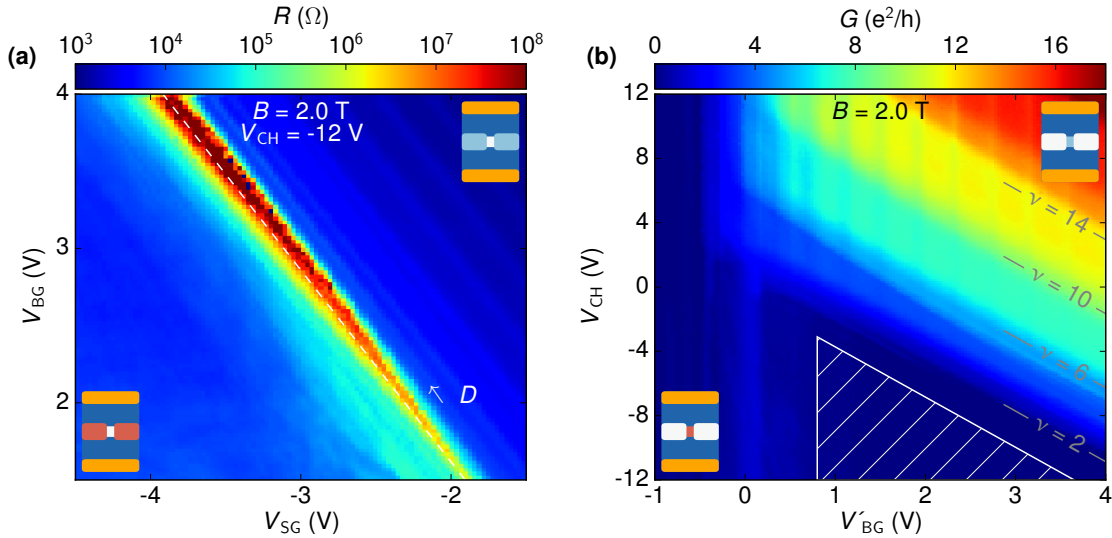 R (Ω)
10³ 10⁴ 10⁵ 10⁶ 10⁷ 10⁸
(a)
B = 2.0 T
V_CH = -12 V
D
4
3
2
V_BG (V)
-4 -3 -2
V_SG (V)
G (e²/h)
0 4 8 12 16
(b)
B = 2.0 T
ν = 14
ν = 10
ν = 6
ν = 2
12
8
4
0
-4
-8
-12
V_CH (V)
-1 0 1 2 3 4
V´_BG (V)